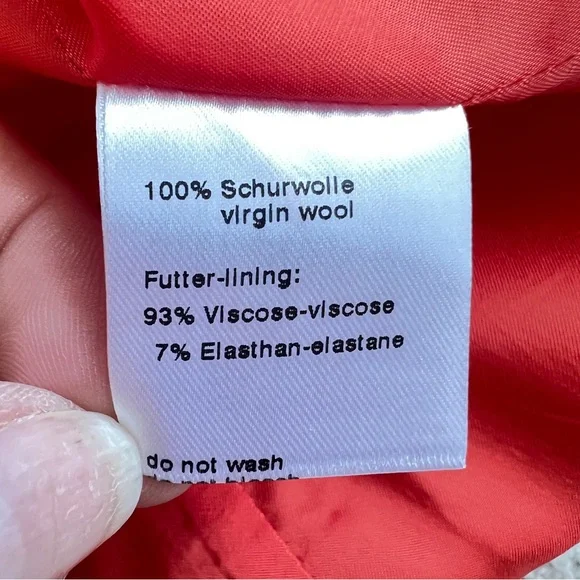 100% Schurwolle
virgin wool
Futter-lining:
93% Viscose-viscose
7% Elasthan-elastane
do not wash